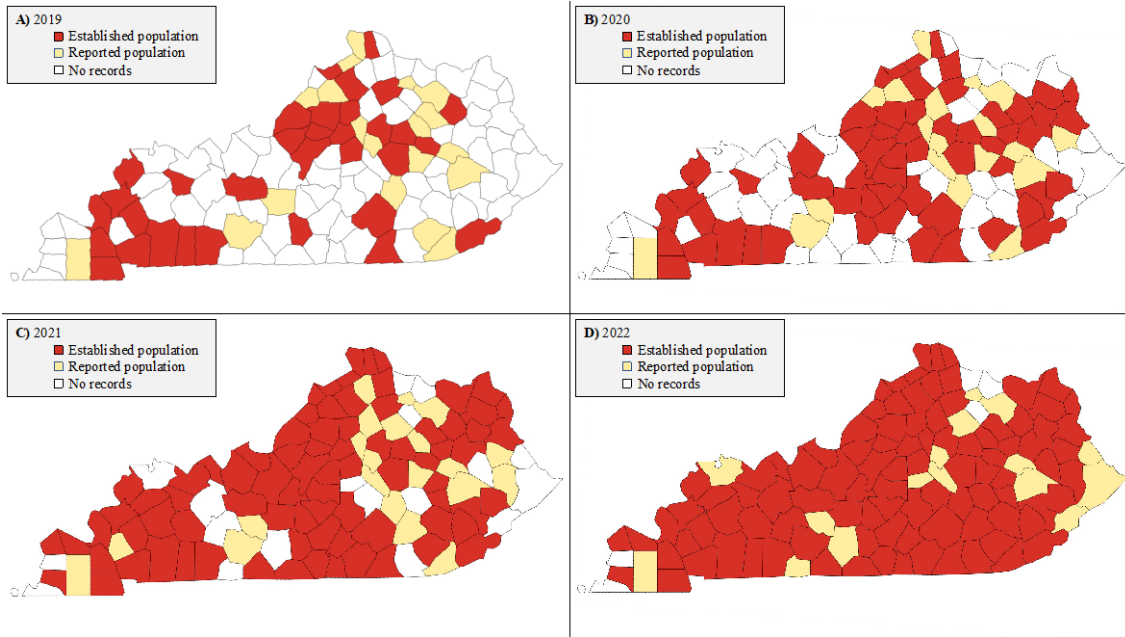 A) 2019
Established population
Reported population
No records
B) 2020
Established population
Reported population
No records
C) 2021
Established population
Reported population
No records
D) 2022
Established population
Reported population
No records